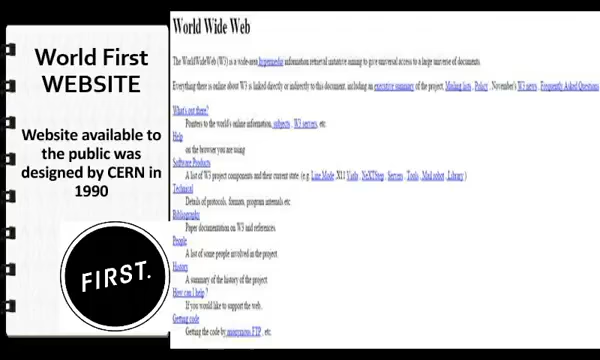 World First
WEBSITE
Website available to
the public was
designed by CERN in
1990
FIRST.
World Wide Web
The WorldWideWeb (W3) is a wide-area hypermedia information retrieval initiative aiming to give universal access to a large universe of documents.
Everything there is online about W3 is linked directly or indirectly to this document, including an executive summary of the project, Mailing lists , Policy , November's W3 news , Frequently Asked Questions
What's out there?
Pointers to the world's online information, subjects , W3 servers, etc.
Help
on the browser you are using
Software Products
A list of W3 project components and their current state. (e.g. Line Mode ,X11 Viola , NeXTStep , Servers , Tools , Mail robot , Library )
Technical
Details of protocols, formats, program internals etc
Bibliography
Paper documentation on W3 and references.
People
A list of some people involved in the project.
History
A summary of the history of the project.
How can I help ?
If you would like to support the web..
Getting code
Getting the code by anonymous FTP , etc.